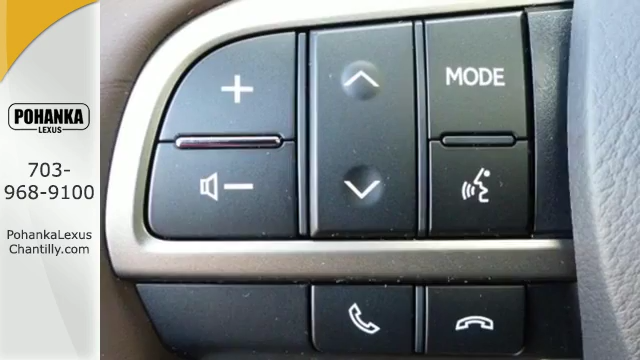 POHANKA
LEXUS
703-
968-9100
PohankaLexus
Chantilly.com
MODE